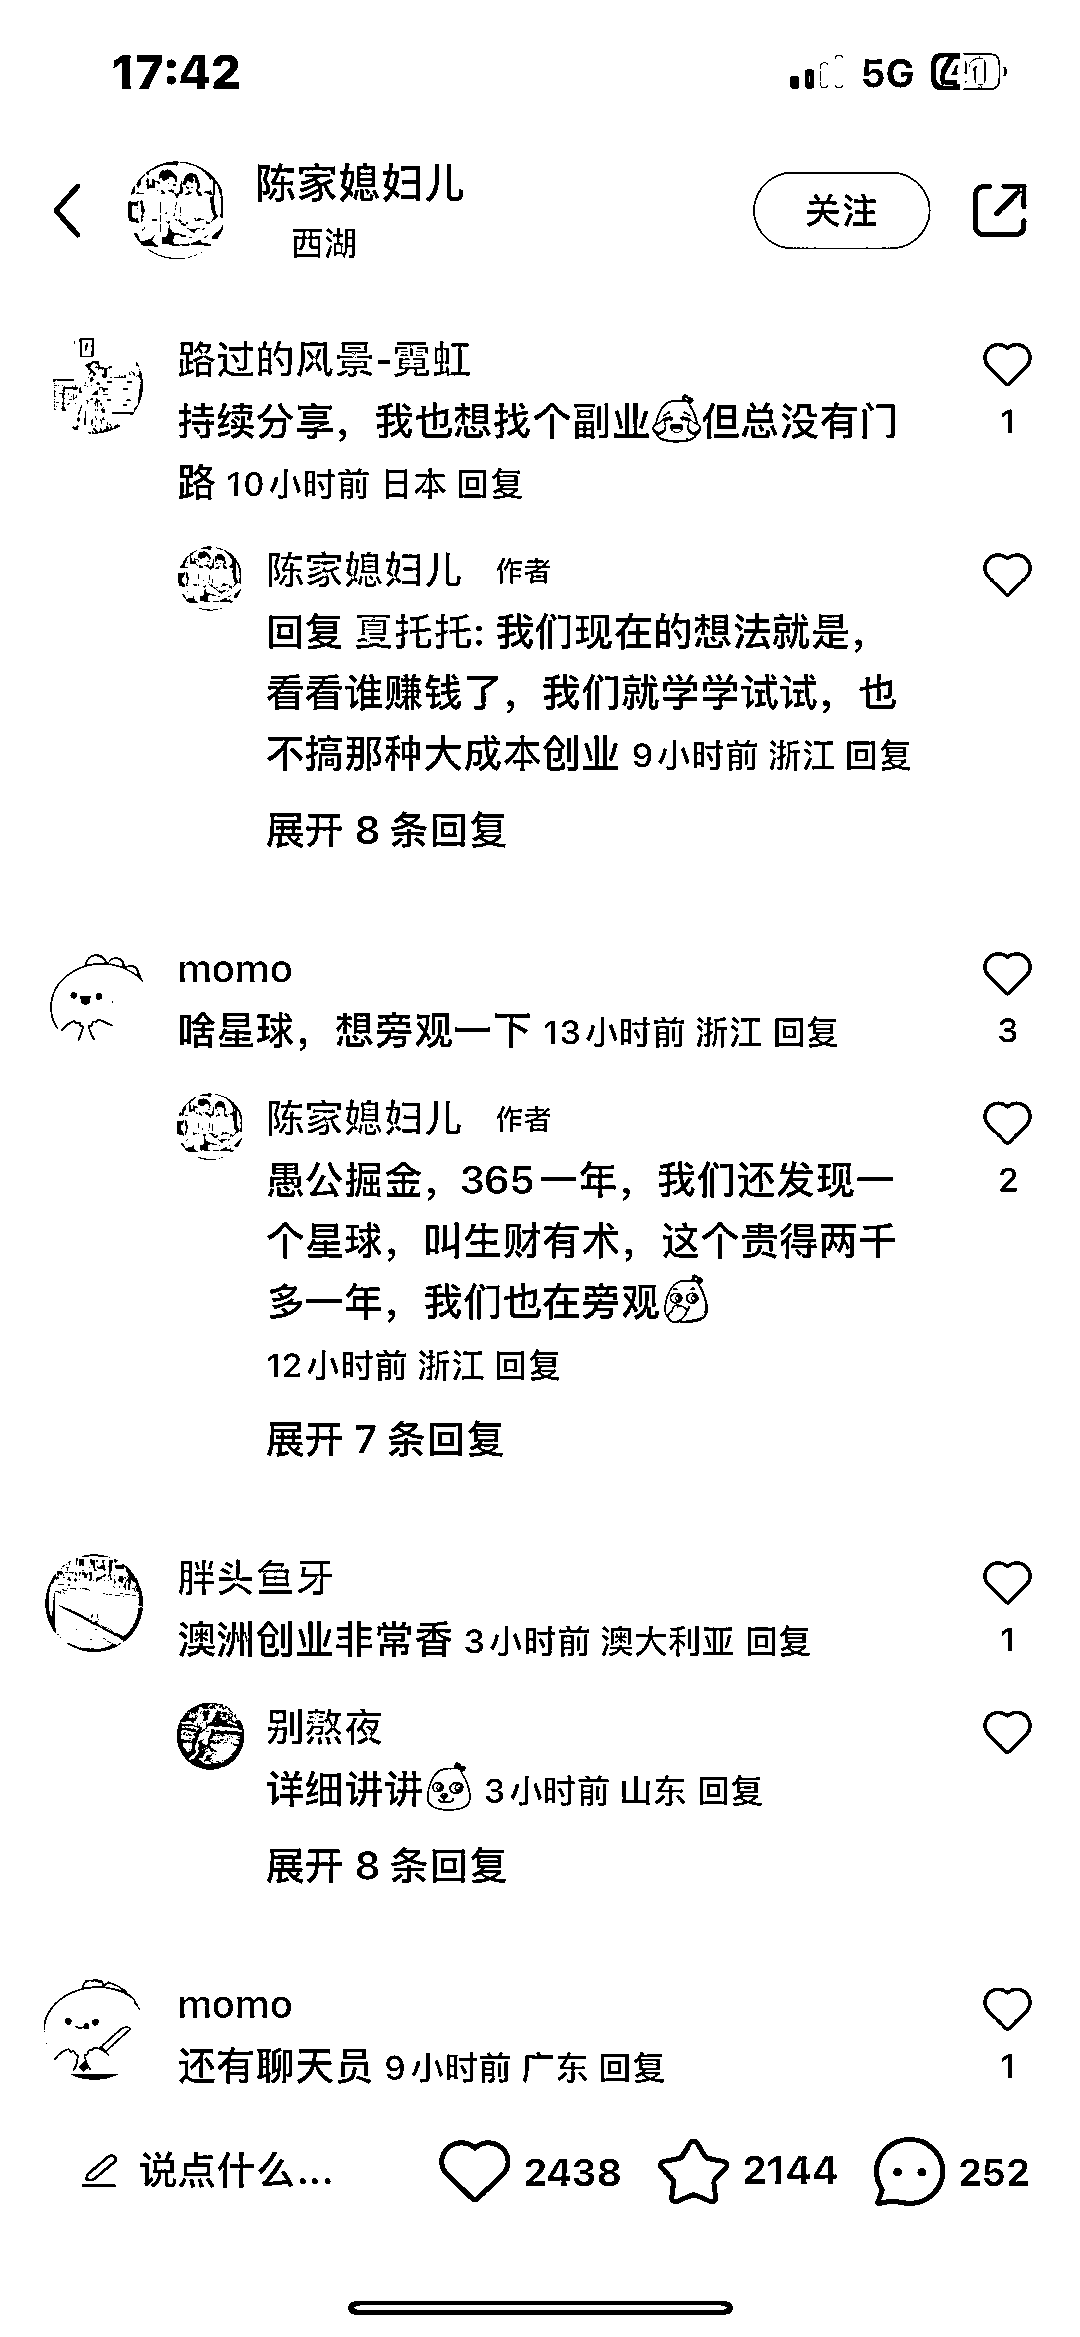 17:42
5G 41
陈家媳妇儿
西湖
关注
路过的风景-霓虹
持续分享，我也想找个副业但总没有门
路 10小时前 日本 回复
1
陈家媳妇儿 作者
回复 夏托托: 我们现在的想法就是，
看看谁赚钱了，我们就学学试试，也
不搞那种大成本创业 9小时前 浙江 回复
展开 8 条回复
momo
啥星球，想旁观一下 13小时前 浙江 回复
3
陈家媳妇儿 作者
愚公掘金，365一年，我们还发现一
2
个星球，叫生财有术，这个贵得两千
多一年，我们也在旁观
12小时前 浙江 回复
展开 7 条回复
胖头鱼牙
澳洲创业非常香 3小时前 澳大利亚 回复
1
别熬夜
详细讲讲 3小时前 山东 回复
展开 8 条回复
momo
还有聊天员 9小时前 广东 回复
1
说点什么... 2438 2144 252